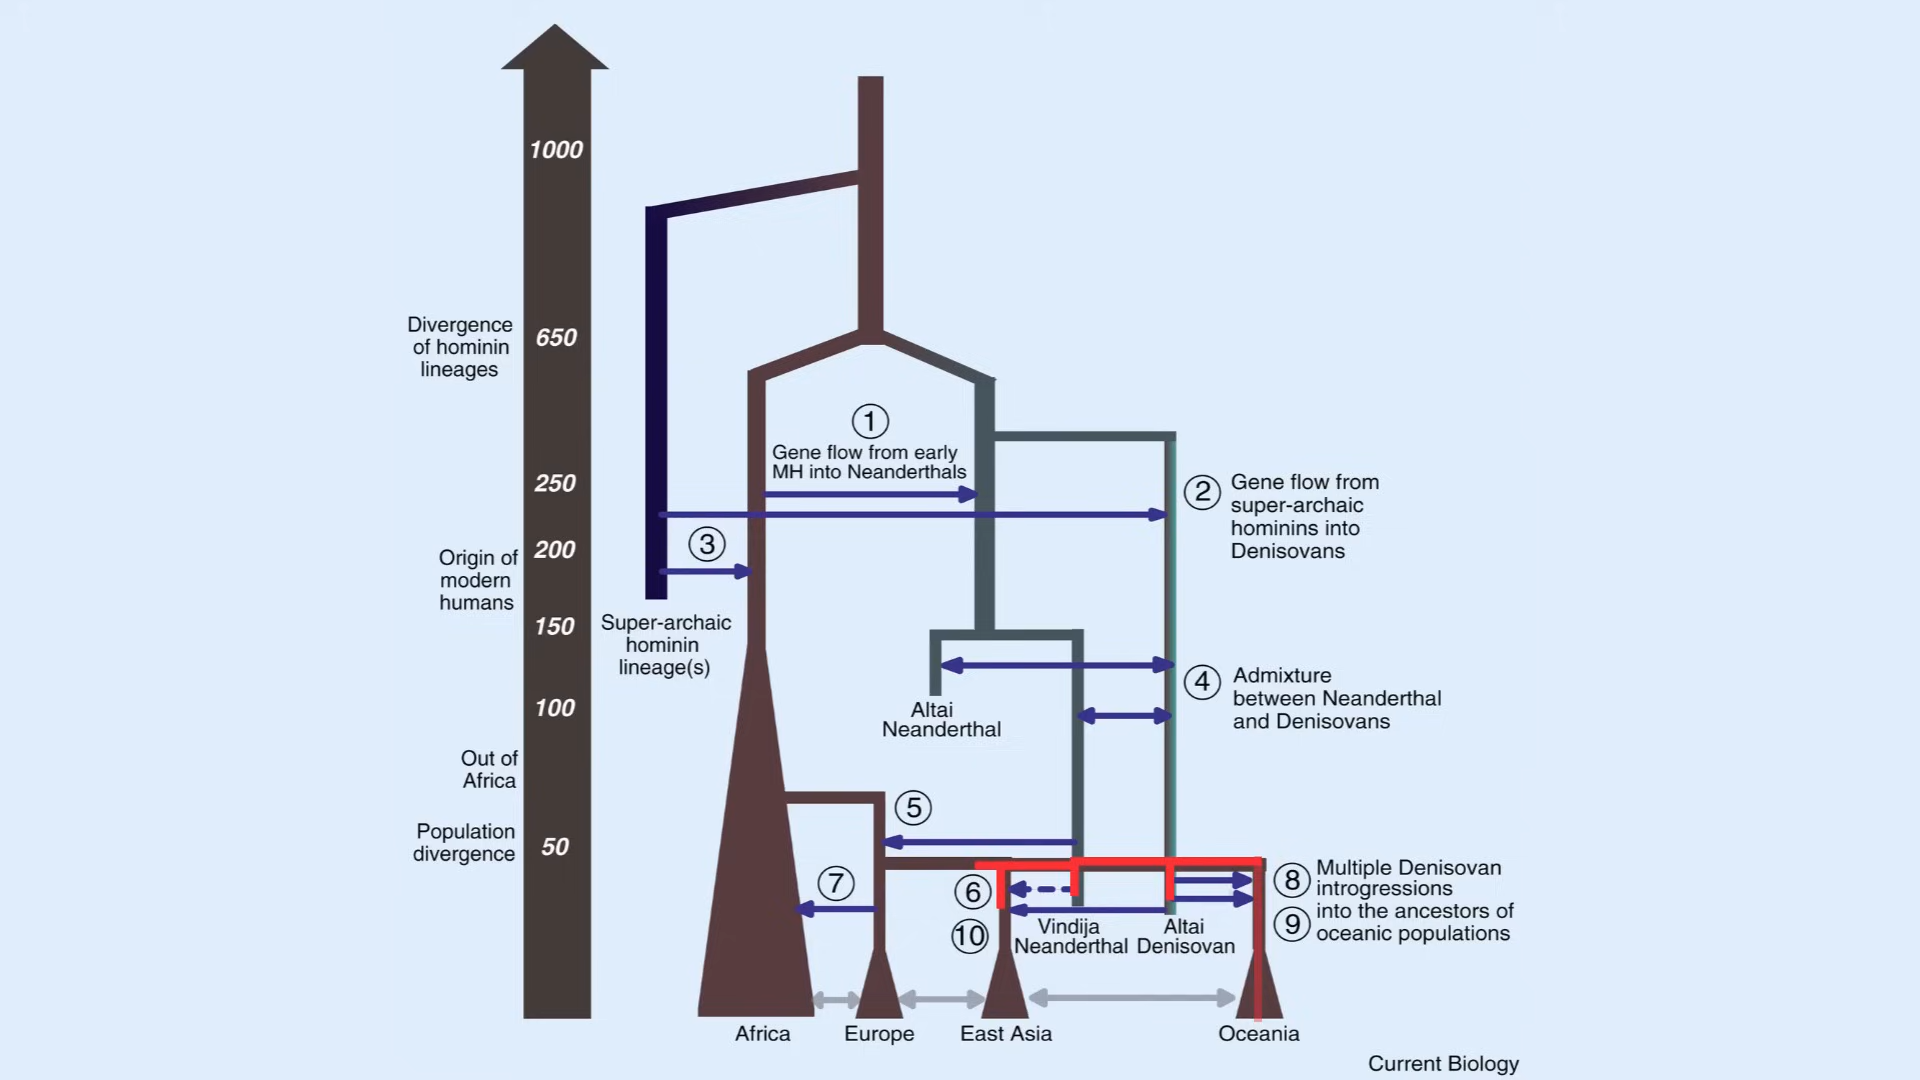 1000
Divergence
of hominin
lineages
650
1
Gene flow from early
MH into Neanderthals
250
2
Gene flow from
super-archaic
hominins into
Denisovans
3
200
Origin of
modern
humans
150
Super-archaic
hominin
lineage(s)
4
Admixture
between Neanderthal
and Denisovans
100
Altai
Neanderthal
Out of
Africa
5
Population
divergence
50
7
6
10
Vindija
Neanderthal
Altai
Denisovan
8
9
Multiple Denisovan
introgressions
into the ancestors of
oceanic populations
Africa
Europe
East Asia
Oceania
Current Biology